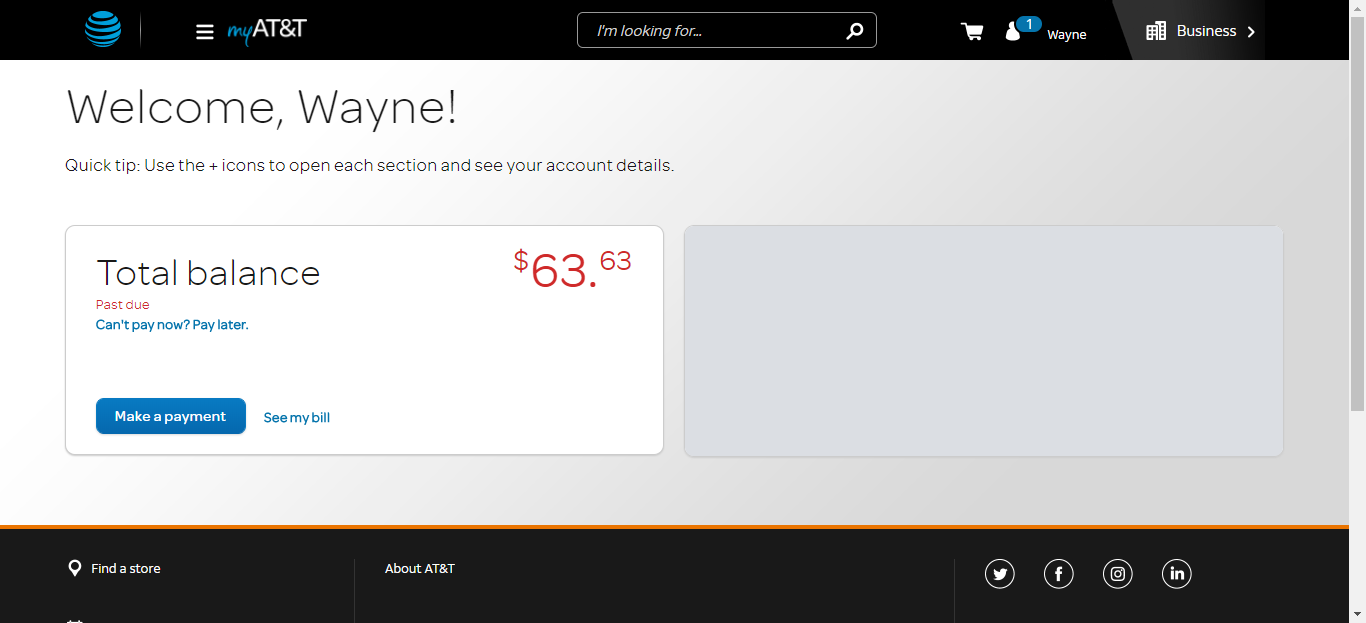 myAT&T
I'm looking for...
1
Wayne
Business
Welcome, Wayne!
Quick tip: Use the + icons to open each section and see your account details.
Total balance
$63.63
Past due
Can't pay now? Pay later.
Make a payment
See my bill
Find a store
About AT&T